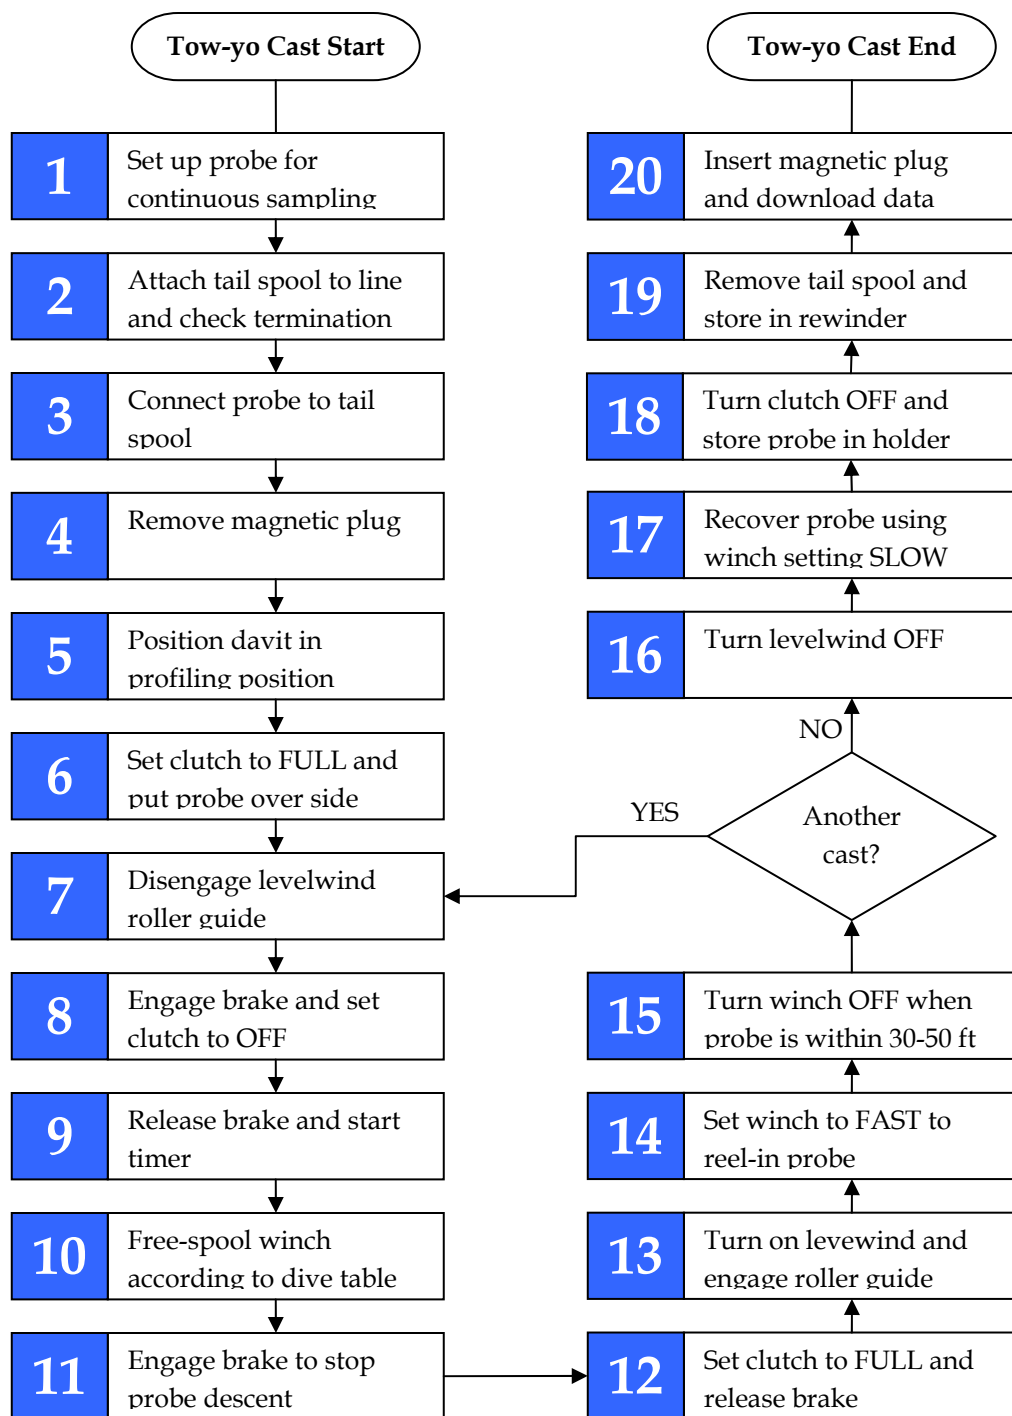 Tow-yo Cast Start
1
Set up probe for
continuous sampling
2
Attach tail spool to line
and check termination
3
Connect probe to tail
spool
4
Remove magnetic plug
5
Position davit in
profiling position
6
Set clutch to FULL and
put probe over side
7
Disengage levelwind
roller guide
8
Engage brake and set
clutch to OFF
9
Release brake and start
timer
10
Free-spool winch
according to dive table
11
Engage brake to stop
probe descent
12
Set clutch to FULL and
release brake
13
Turn on levewind and
engage roller guide
14
Set winch to FAST to
reel-in probe
15
Turn winch OFF when
probe is within 30-50 ft
Another
cast?
YES
NO
16
Turn levelwind OFF
17
Recover probe using
winch setting SLOW
18
Turn clutch OFF and
store probe in holder
19
Remove tail spool and
store in rewinder
20
Insert magnetic plug
and download data
Tow-yo Cast End